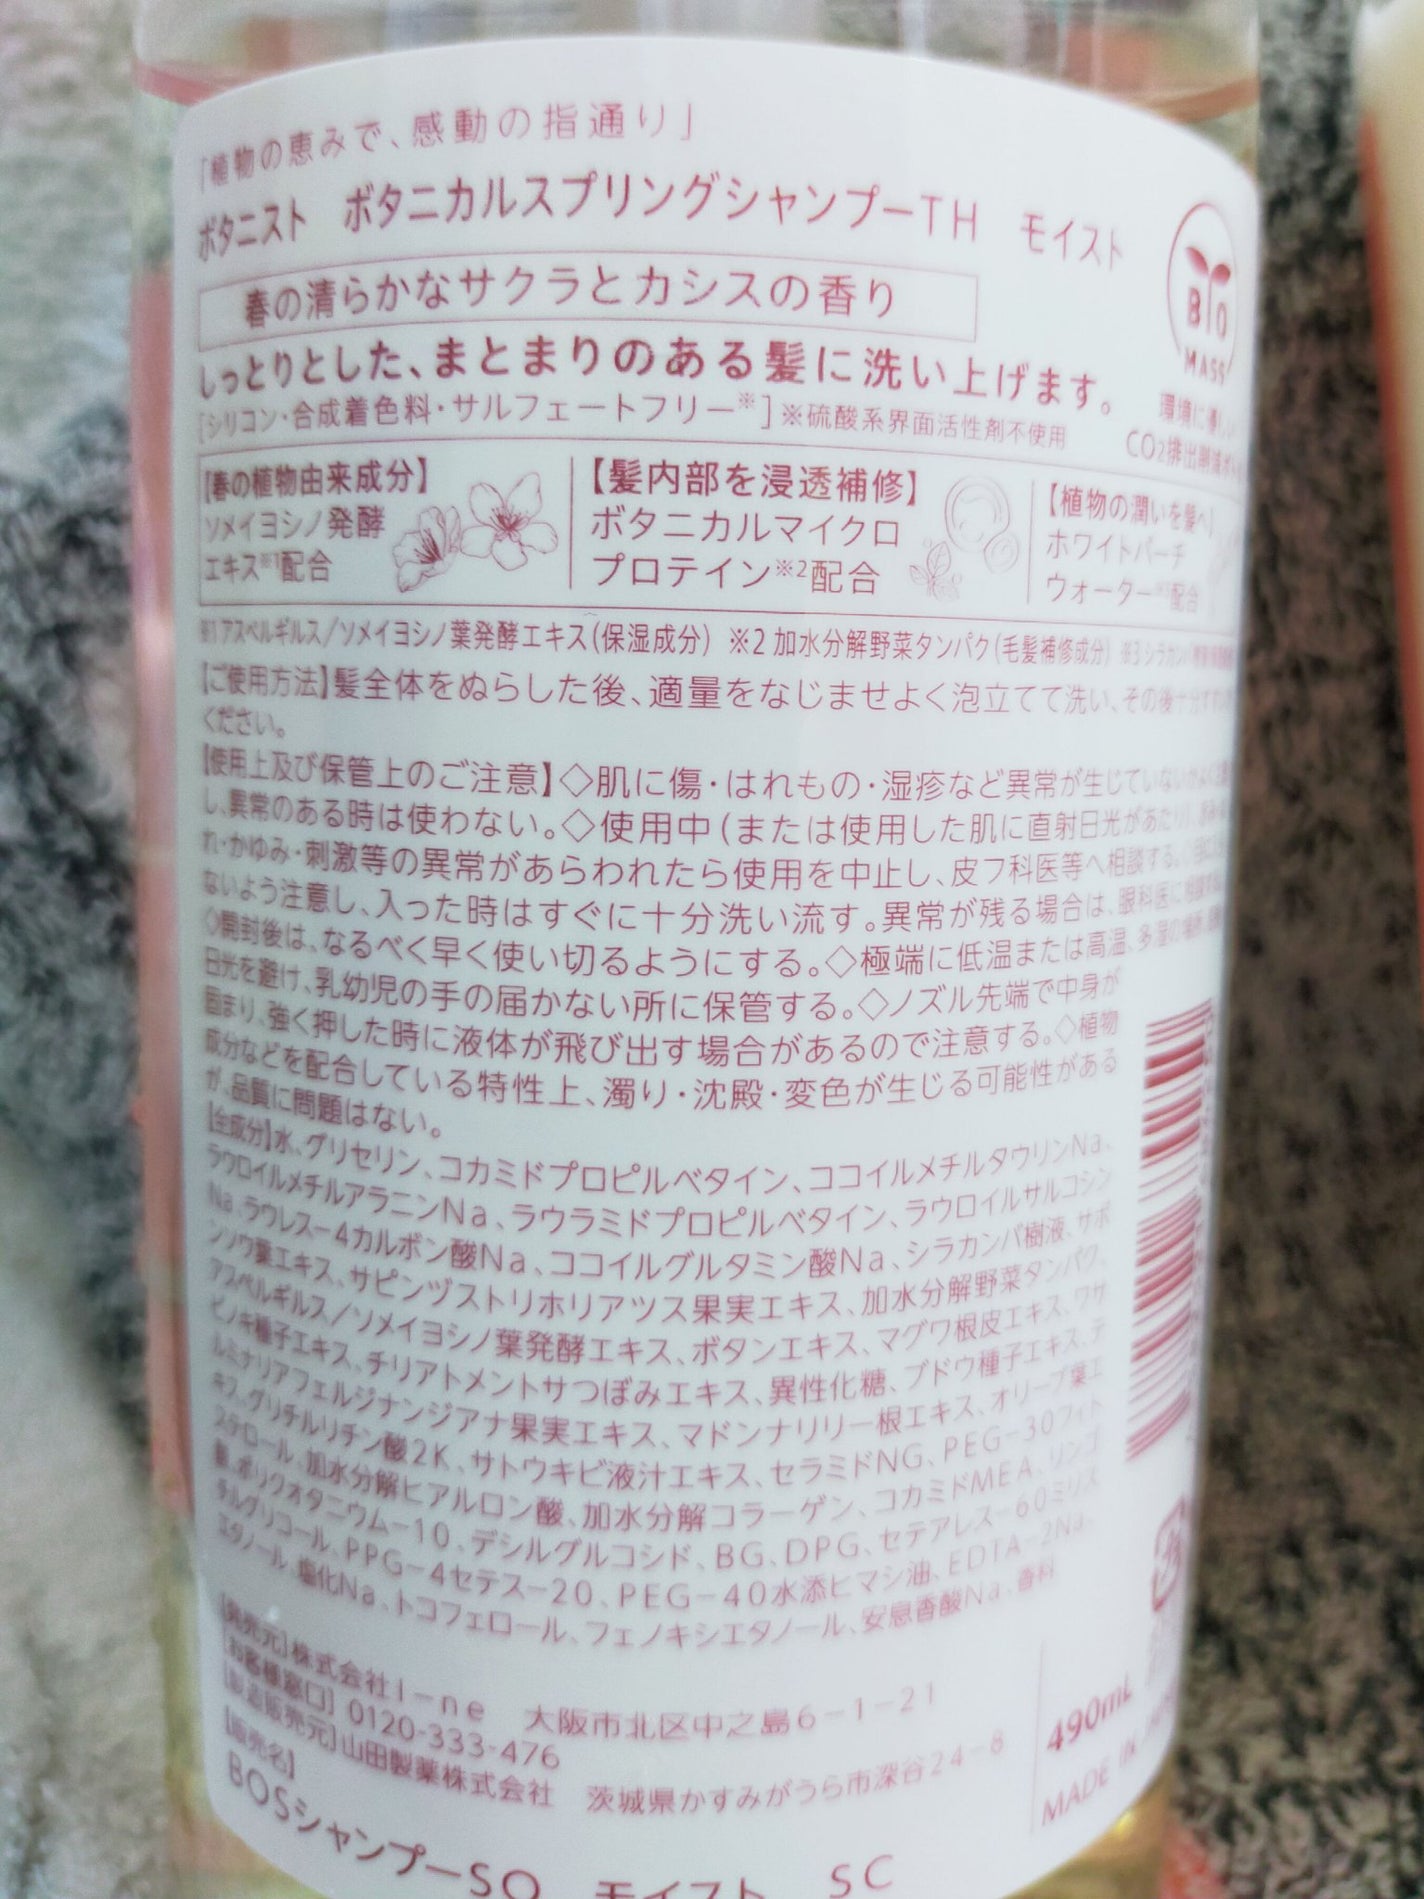 「植物の恵みで、感動の指通り」
ボタニスト ボタニカルスプリングシャンプーTH モイスト
春の清らかなサクラとカシスの香り
しっとりとした、まとまりのある髪に洗い上げます。
[シリコン・合成着色料・サルフェートフリー※]※硫酸系界面活性剤不使用
BIO
MASS
環境に優し
CO2排出削減
【春の植物由来成分】
ソメイヨシノ発酵
エキス※1配合
【髪内部を浸透補修】
ボタニカルマイクロ
プロテイン※2配合
【植物の潤いを髪へ】
ホワイトバーチ
ウォーター※3配合
※1アスペルギルス/ソメイヨシノ葉発酵エキス(保湿成分) ※2 加水分解野菜タンパク(毛髪補修成分) ※3シラカンバ
【ご使用方法】髪全体をぬらした後、適量をなじませよく泡立てて洗い、その後十分
ください。
【使用上及び保管上のご注意】◇肌に傷・はれもの・湿疹など異常が生じていないか
し、異常のある時は使わない。◇使用中(または使用した肌に直射日光があたり)、
れ・かゆみ・刺激等の異常があらわれたら使用を中止し、皮フ科医等へ相談する。
ないよう注意し、入った時はすぐに十分洗い流す。異常が残る場合は、眼科医に
◇開封後は、なるべく早く使い切るようにする。◇極端に低温または高温、多湿の場所、
日光を避け、乳幼児の手の届かない所に保管する。◇ノズル先端で中身が
固まり、強く押した時に液体が飛び出す場合があるので注意する。◇植物
成分などを配合している特性上、濁り・沈殿・変色が生じる可能性がある
が、品質に問題はない。
【全成分】水、グリセリン、コカミドプロピルベタイン、ココイルメチルタウリンNa、
ラウロイルメチルアラニンNa、ラウラミドプロピルベタイン、ラウロイルサルコシン
Na、ラウレス−4カルボン酸Na、ココイルグルタミン酸Na、シラカンバ樹液、サボ
ンソウ葉エキス、サピンヅストリホリアツス果実エキス、加水分解野菜タンパク、
アスペルギルス/ソメイヨシノ葉発酵エキス、ボタンエキス、マグワ根皮エキス、ワサ
ビノキ種子エキス、チリアトメントサつぼみエキス、異性化糖、ブドウ種子エキス、テ
ルミナリアフェルジナンジアナ果実エキス、マドンナリリー根エキス、オリーブ葉エ
キス、グリチルリチン酸2K、サトウキビ液汁エキス、セラミドNG、PEG−30フィト
ステロール、加水分解ヒアルロン酸、加水分解コラーゲン、コカミドMEA、リンゴ
酸、ポリクオタニウム−10、デシルグルコシド、BG、DPG、セテアレス−60ミリス
チルグリコール、PPG−4セテス−20、PEG−40水添ヒマシ油、EDTA−2Na、
エタノール、塩化Na、トコフェロール、フェノキシエタノール、安息香酸Na、香料
【発売元】株式会社I−ne 大阪市北区中之島6−1−21
【お客様窓口】0120-333-476
【製造販売元】山田製薬株式会社 茨城県かすみがうら市深谷24−8
【販売名】
BOSシャンプーSO モイスト SC
490mL
MADE IN